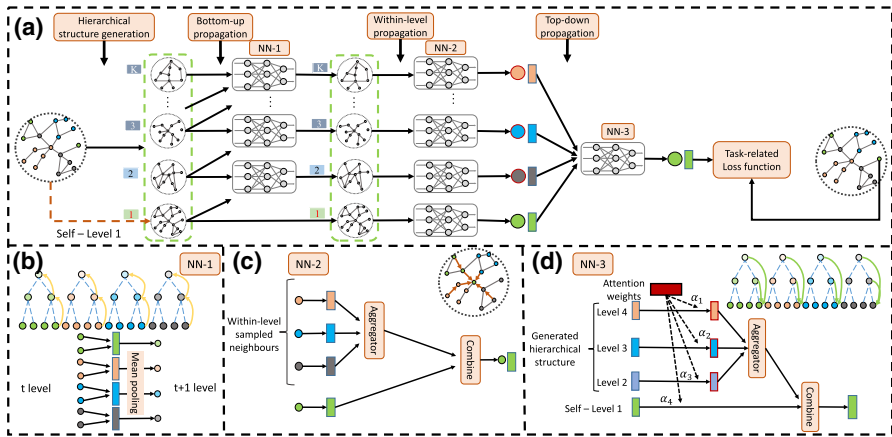 (a)
Hierarchical
structure generation
Bottom-up
propagation
NN-1
Within-level
propagation
NN-2
Top-down
propagation
K
K
3
3
NN-3
2
2
Task-related
Loss function
1
1
Self – Level 1
(b)
NN-1
t level
Mean pooling
t+1 level
(c)
NN-2
Within-level
sampled
neighbours
Aggregator
Combine
(d)
NN-3
Attention
weights
α1
Level 4
α2
Generated
hierarchical
structure
Level 3
α3
Level 2
α4
Self – Level 1
Aggregator
Combine